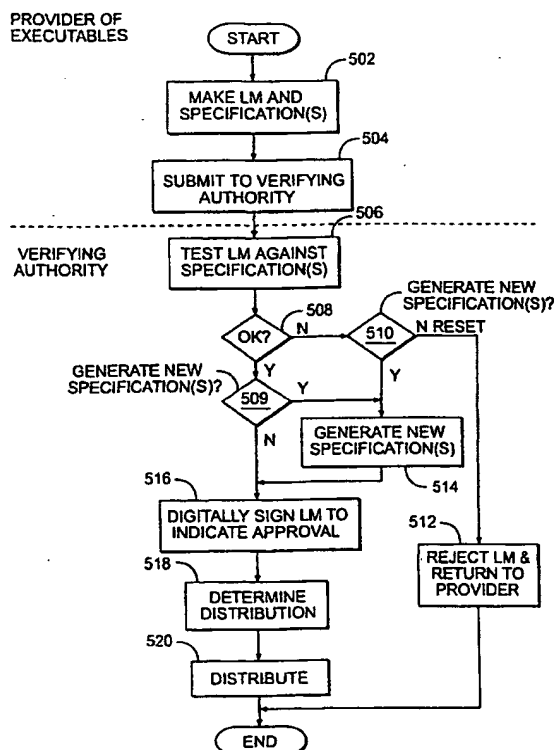 PROVIDER OF
EXECUTABLES
START
502
MAKE LM AND
SPECIFICATION(S)
504
SUBMIT TO VERIFYING
AUTHORITY
506
VERIFYING
AUTHORITY
TEST LM AGAINST
SPECIFICATION(S)
GENERATE NEW
SPECIFICATION(S)?
508
OK?
N
510
N RESET
Y
Y
GENERATE NEW
SPECIFICATION(S)?
509
Y
N
GENERATE NEW
SPECIFICATION(S)
514
516
DIGITALLY SIGN LM TO
INDICATE APPROVAL
512
REJECT LM &
RETURN TO
PROVIDER
518
DETERMINE
DISTRIBUTION
520
DISTRIBUTE
END